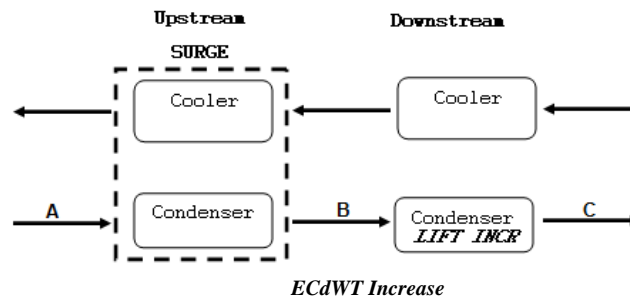 Upstream
Downstream
SURGE
Cooler
Cooler
A
Condenser
B
Condenser
LIFT INCR
C
ECdWT Increase